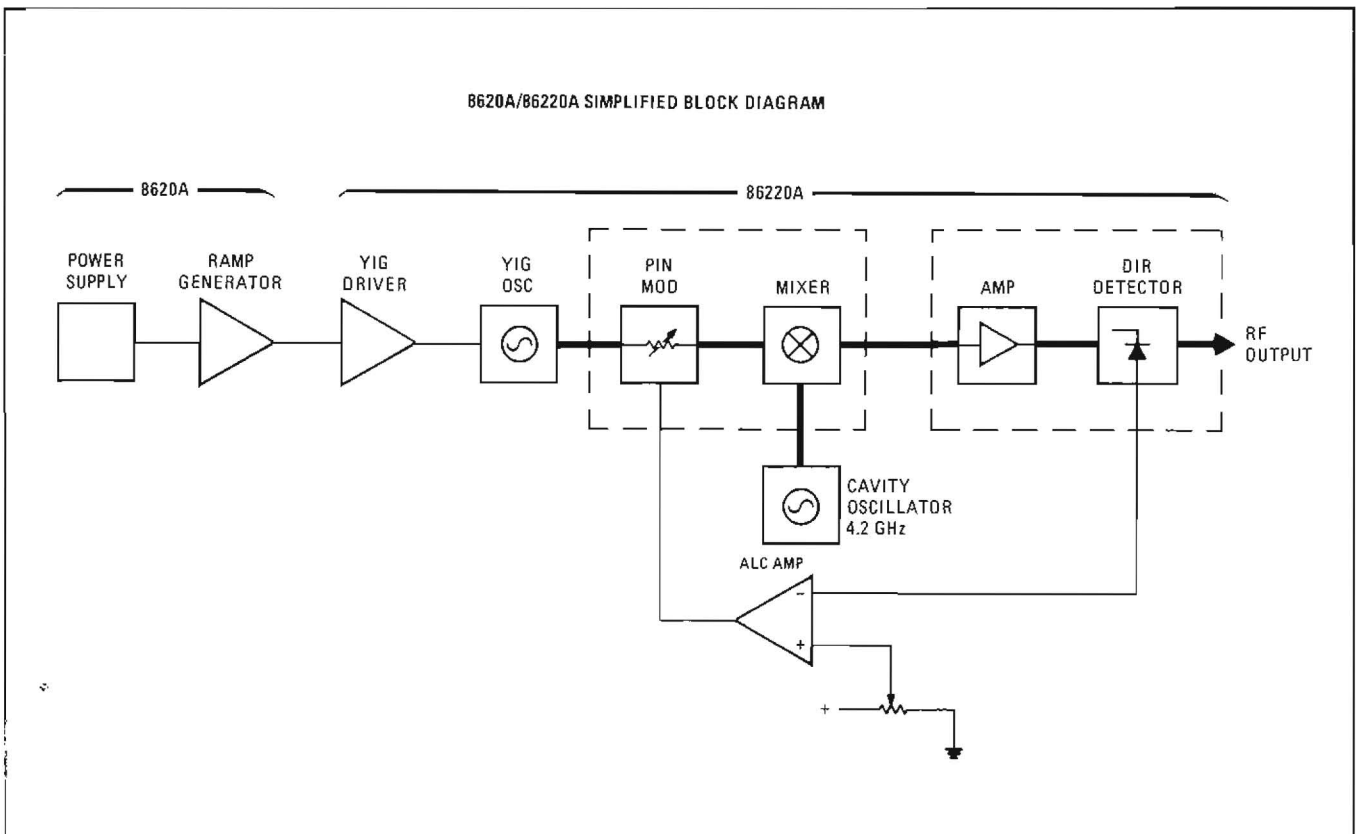 8620A/86220A SIMPLIFIED BLOCK DIAGRAM
8620A
86220A
POWER
SUPPLY
RAMP
GENERATOR
YIG
DRIVER
YIG
OSC
PIN
MOD
MIXER
AMP
DIR
DETECTOR
RF
OUTPUT
CAVITY
OSCILLATOR
4.2 GHz
ALC AMP
−
+
+